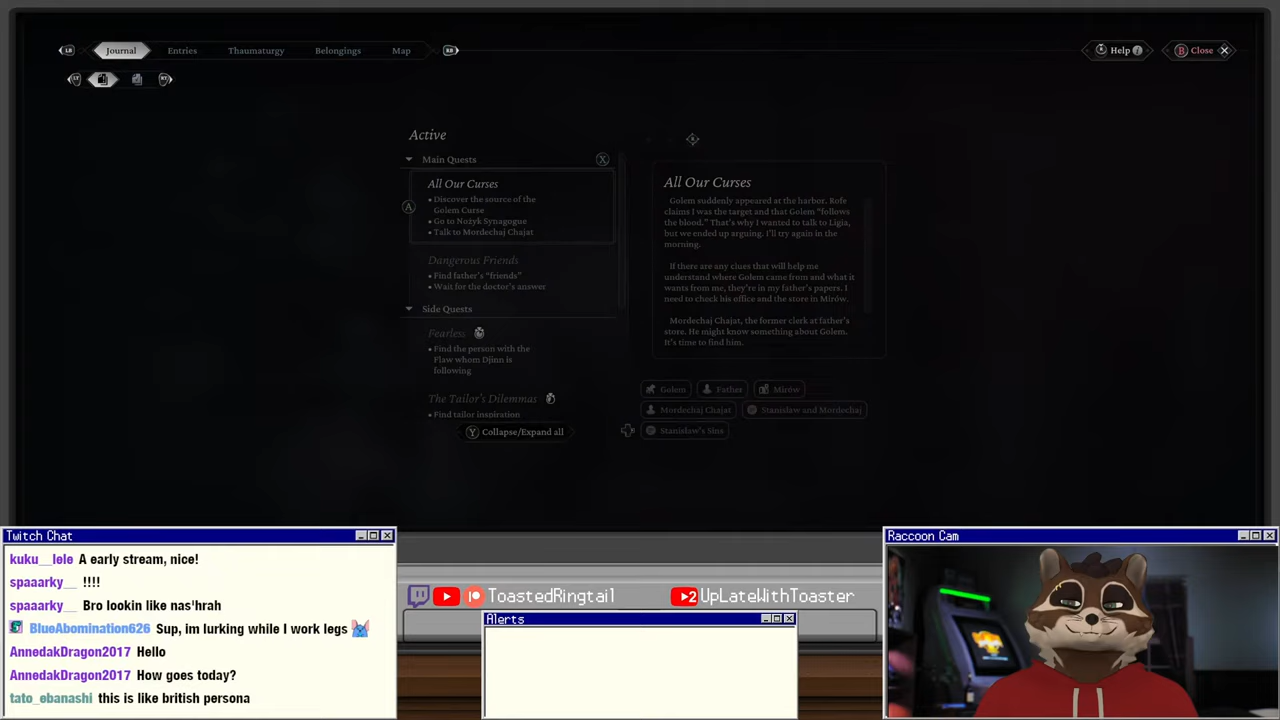 LB Journal Entries Thaumaturgy Belongings Map RB
Help i
B Close
LT RT
Active
Main Quests X
All Our Curses
• Discover the source of the
Golem Curse
• Go to Nożyk Synagogue
• Talk to Mordechaj Chajat
A
Dangerous Friends
• Find father's "friends"
• Wait for the doctor's answer
Side Quests
Fearless
• Find the person with the
Flaw whom Djinn is
following
The Tailor's Dilemmas
• Find tailor inspiration
Y Collapse/Expand all
All Our Curses
Golem suddenly appeared at the harbor. Rofe
claims I was the target and that Golem "follows
the blood." That's why I wanted to talk to Ligia,
but we ended up arguing. I'll try again in the
morning.
If there are any clues that will help me
understand where Golem came from and what it
wants from me, they're in my father's papers. I
need to check his office and the store in Mirów.
Mordechaj Chajat, the former clerk at father's
store. He might know something about Golem.
It's time to find him.
Golem Father Mirów
Mordechaj Chajat Stanisław and Mordechaj
Stanisław's Sins
Twitch Chat
kuku__lele A early stream, nice!
spaaarky__ !!!!
spaaarky__ Bro lookin like nas'hrah
BlueAbomination626 Sup, im lurking while I work legs
AnnedakDragon2017 Hello
AnnedakDragon2017 How goes today?
tato_ebanashi this is like british persona
ToastedRingtail UpLateWithToaster
Alerts
Raccoon Cam